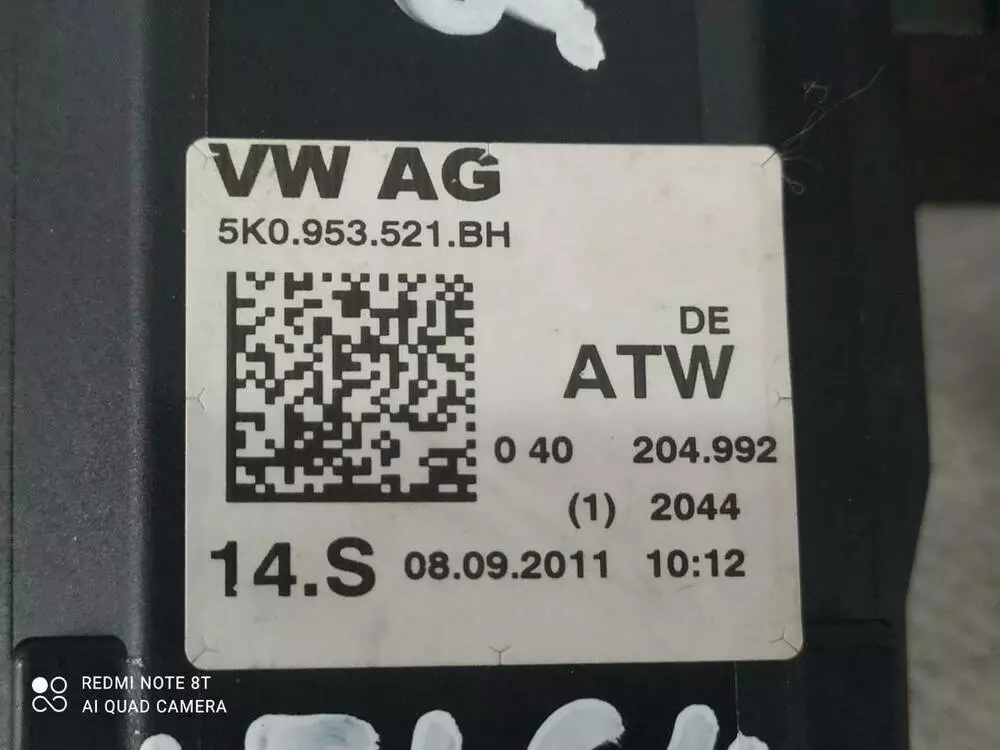 VW AG
5K0.953.521.BH
DE
ATW
0 40 204.992
(1) 2044
14.S 08.09.2011 10:12
REDMI NOTE 8T
AI QUAD CAMERA